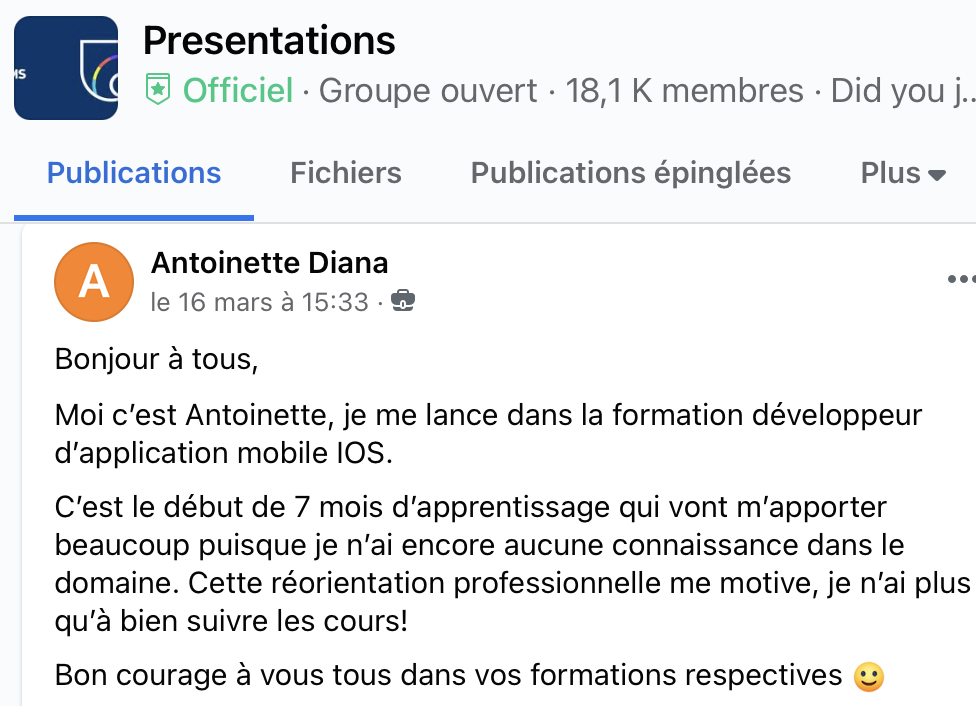 MS
Presentations
Officiel · Groupe ouvert · 18,1 K membres · Did you j...
Publications Fichiers Publications épinglées Plus
A
Antoinette Diana
le 16 mars à 15:33 ·
Bonjour à tous,
Moi c’est Antoinette, je me lance dans la formation développeur
d’application mobile IOS.
C’est le début de 7 mois d’apprentissage qui vont m’apporter
beaucoup puisque je n’ai encore aucune connaissance dans le
domaine. Cette réorientation professionnelle me motive, je n’ai plus
qu’à bien suivre les cours!
Bon courage à vous tous dans vos formations respectives 🙂